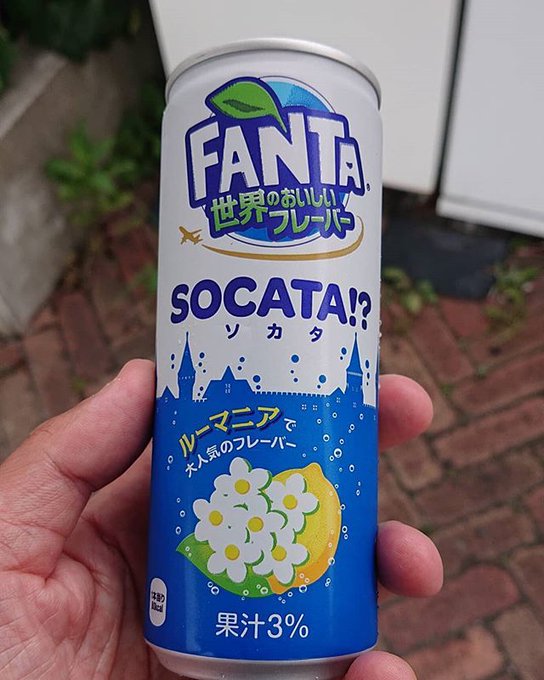 FANTA
世界のおいしい
フレーバー
SOCATA!?
ソカタ
ルーマニアで
大人気のフレーバー
果汁3%